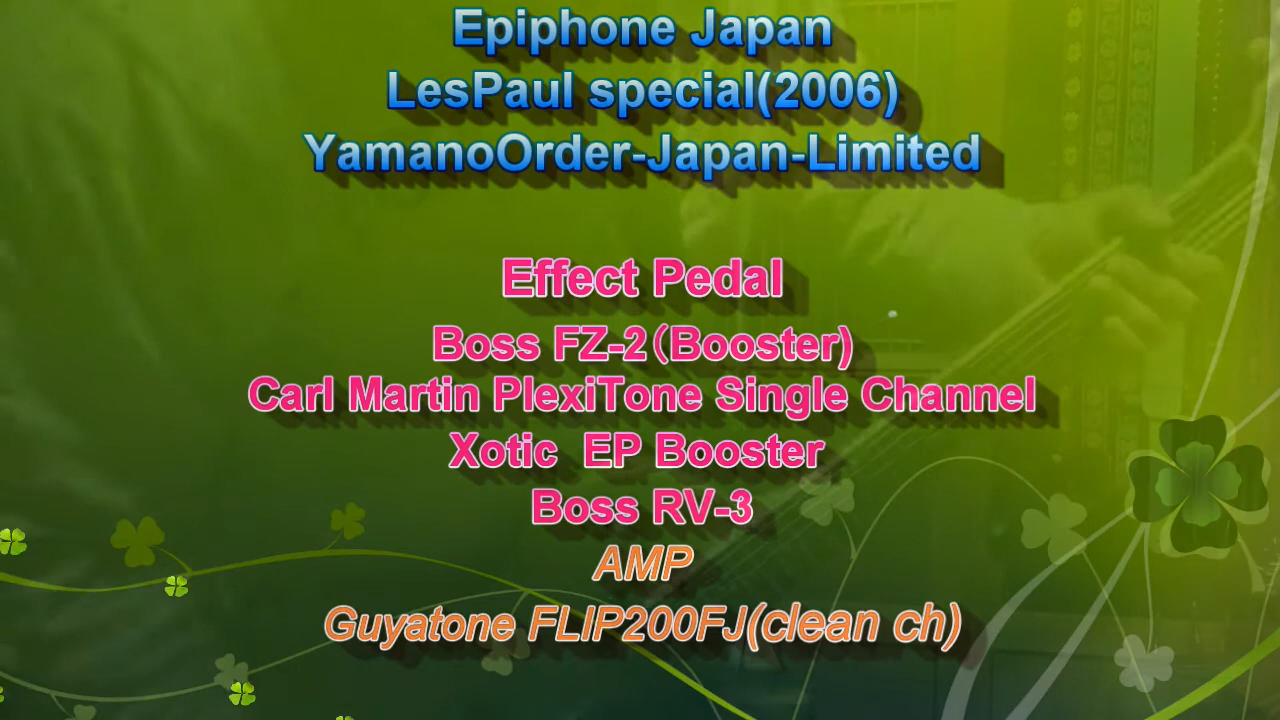 Epiphone Japan
LesPaul special(2006)
YamanoOrder-Japan-Limited
Effect Pedal
Boss FZ-2（Booster)
Carl Martin PlexiTone Single Channel
Xotic  EP Booster
Boss RV-3
AMP
Guyatone FLIP200FJ(clean ch)